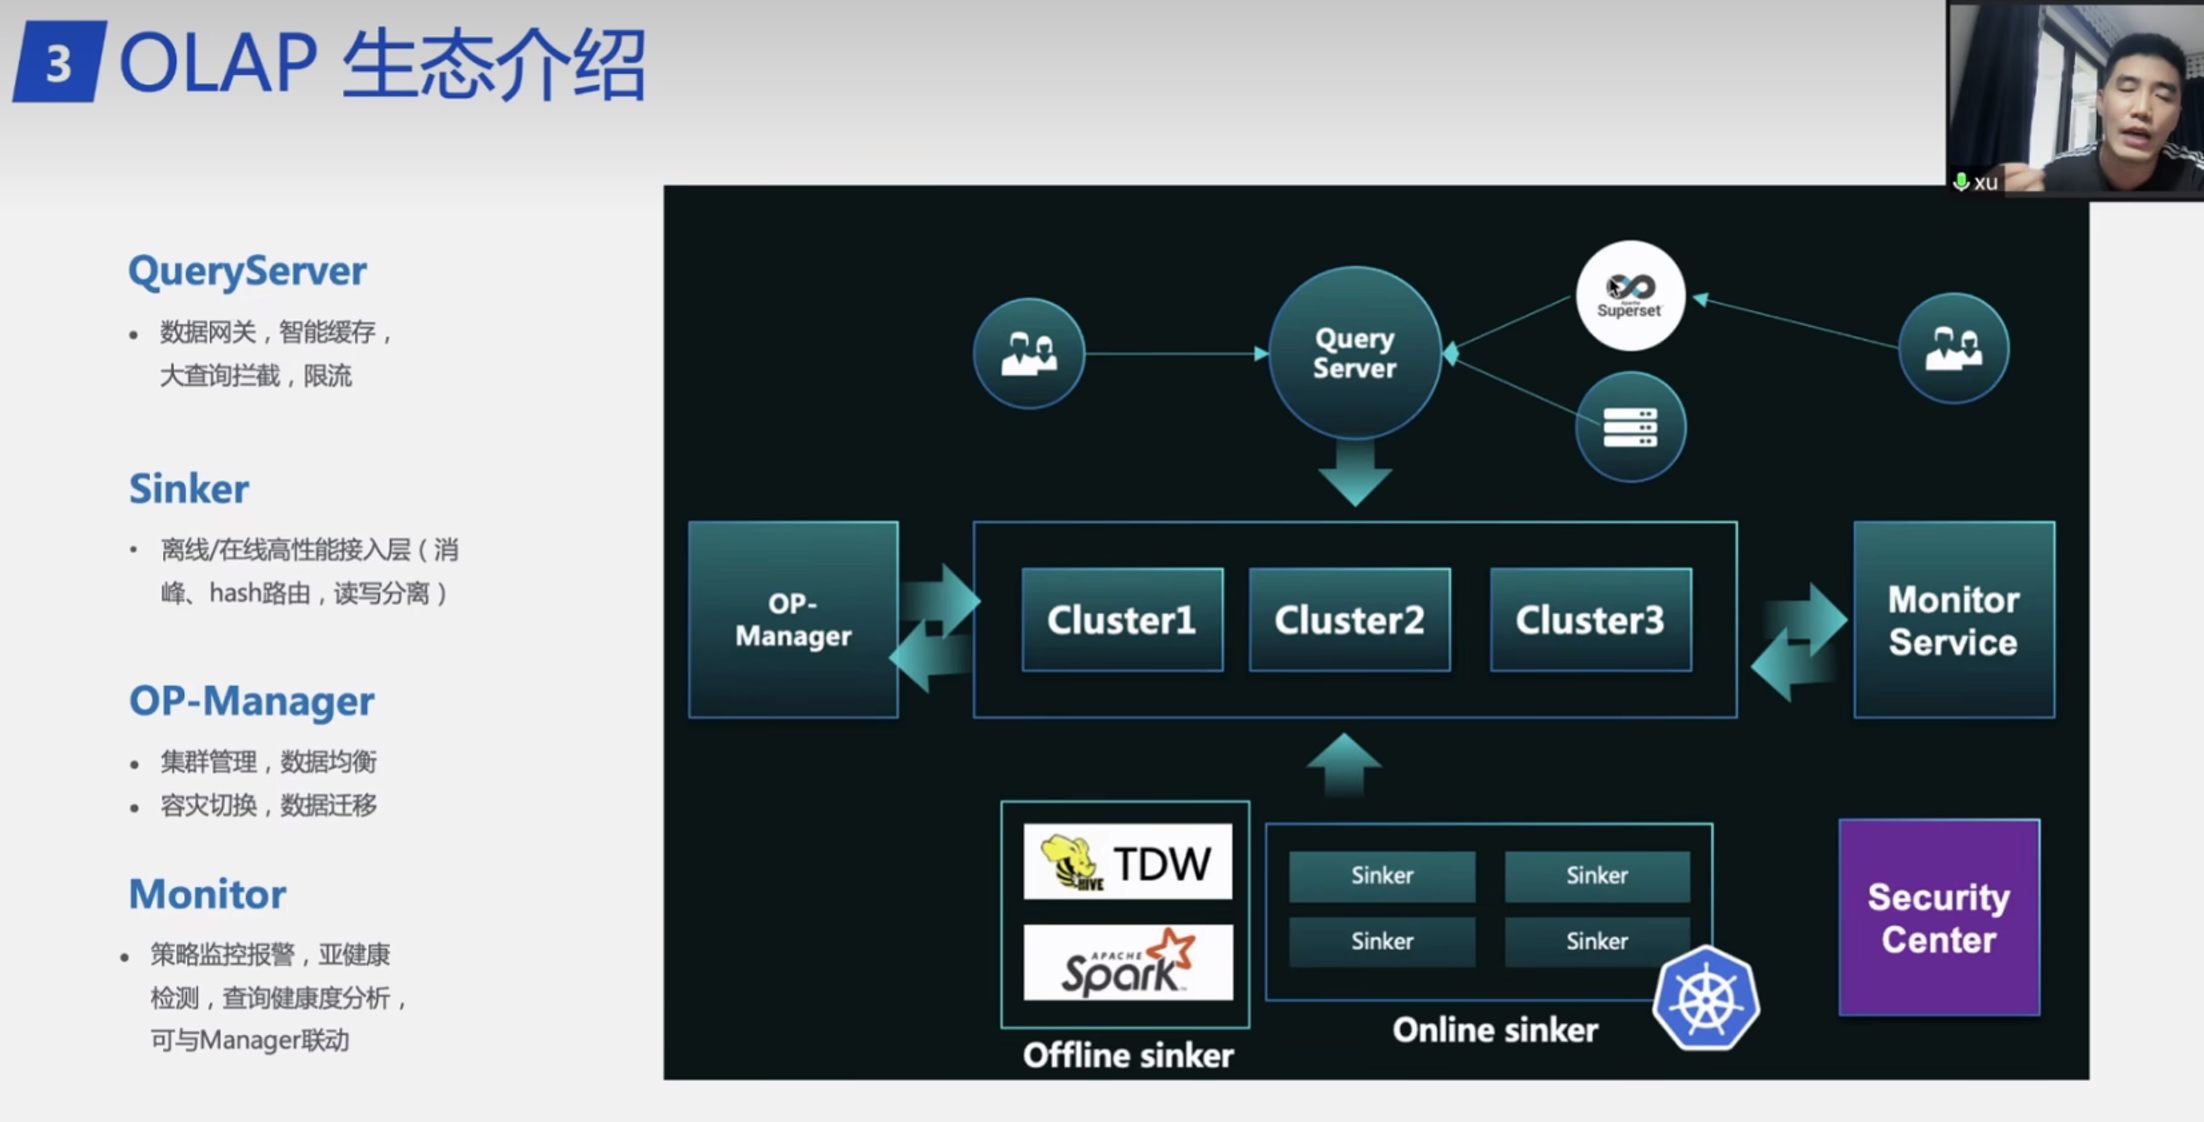 3 OLAP 生态介绍
xu
QueryServer
• 数据网关，智能缓存，
大查询拦截，限流
Sinker
• 离线/在线高性能接入层（消
峰、hash路由，读写分离）
OP-Manager
• 集群管理，数据均衡
• 容灾切换，数据迁移
Monitor
• 策略监控报警，亚健康
检测，查询健康度分析，
可与Manager联动
Query
Server
Apache
Superset
OP-
Manager
Cluster1
Cluster2
Cluster3
Monitor
Service
HIVE TDW
APACHE
Spark™
Offline sinker
Sinker
Sinker
Sinker
Sinker
Online sinker
Security
Center